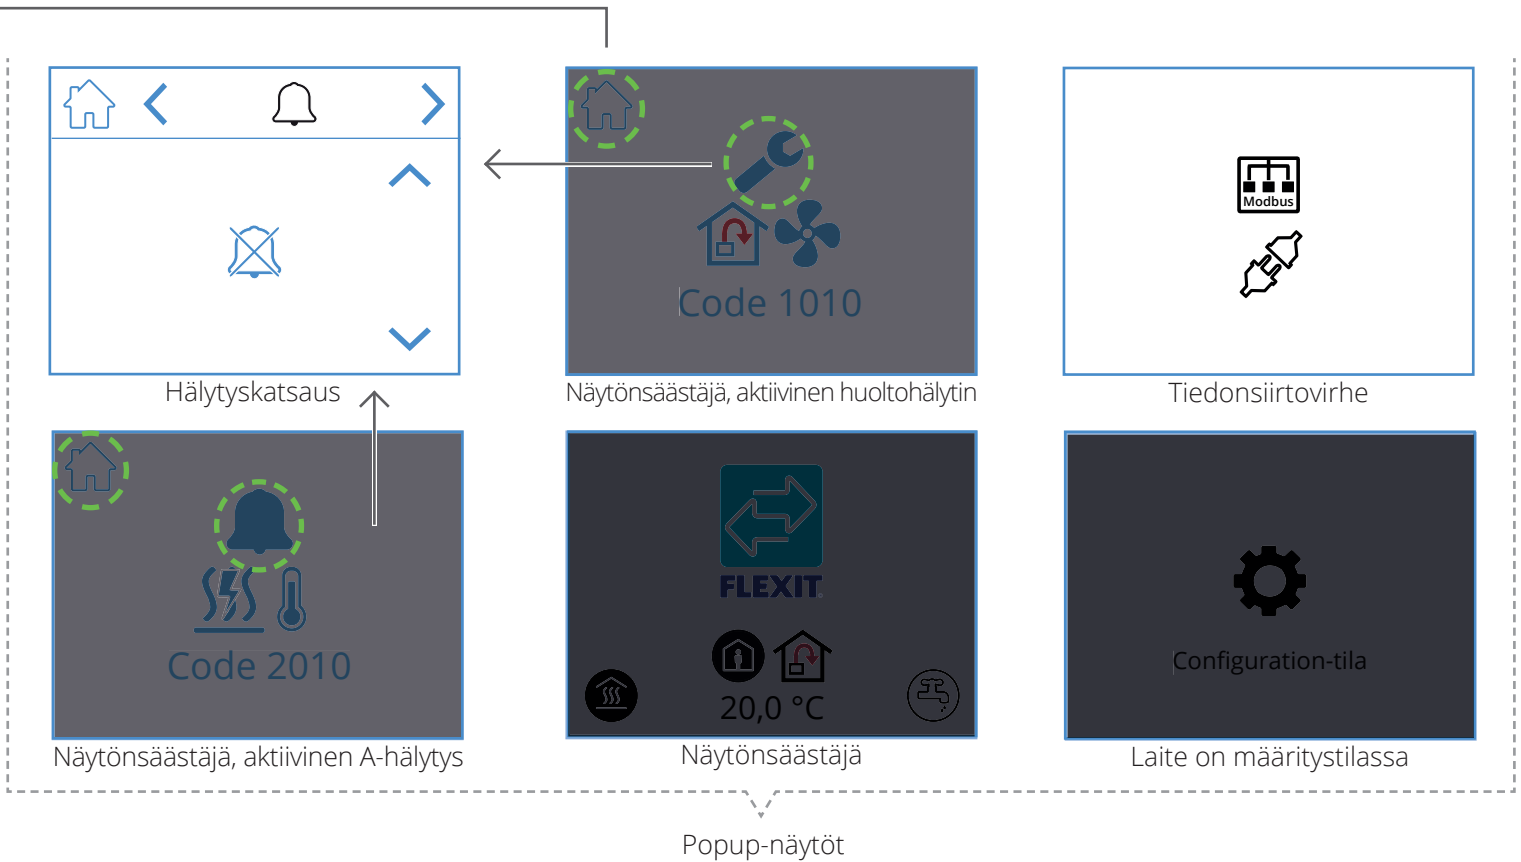 Modbus
Code 1010
Hälytyskatsaus
Näytönsäästäjä, aktiivinen huoltohälytin
Tiedonsiirtovirhe
Code 2010
FLEXIT
20,0 °C
Configuration-tila
Näytönsäästäjä, aktiivinen A-hälytys
Näytönsäästäjä
Laite on määritystilassa
Popup-näytöt